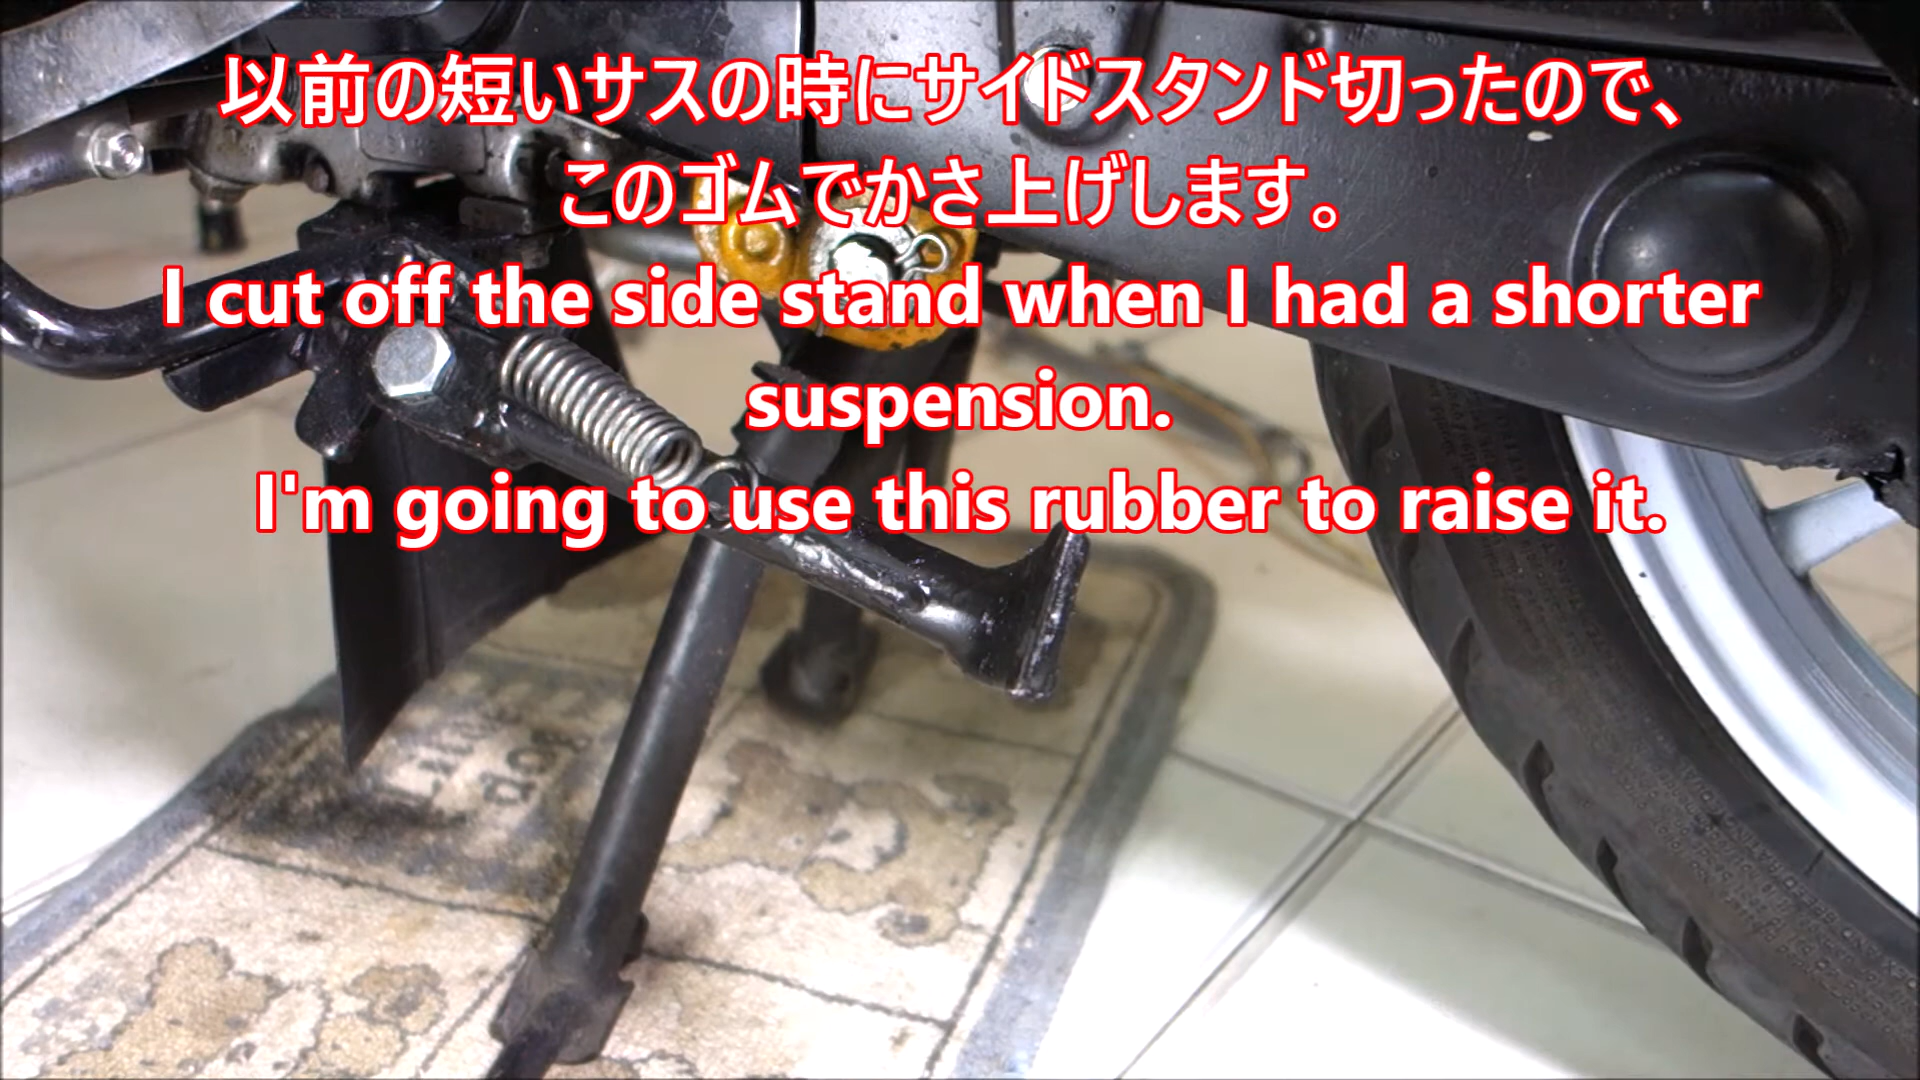 以前の短いサスの時にサイドスタンド切ったので、
このゴムでかさ上げします。
I cut off the side stand when I had a shorter
suspension.
I'm going to use this rubber to raise it.